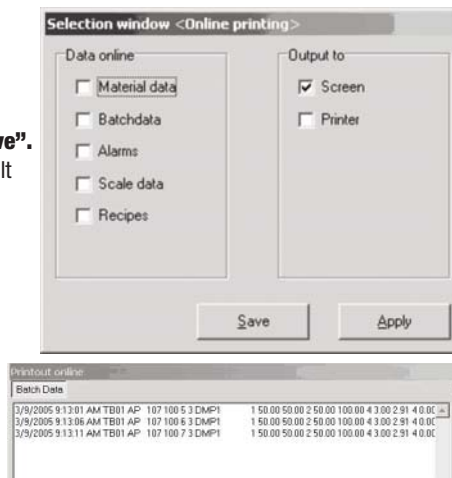 Selection window <Online printing>
Data online
Output to
Material data
Screen
Batchdata
Printer
ve”.
Alarms
lt
Scale data
Recipes
Save
Apply
Printout online
Batch Data
3/9/2005 9:13:01 AM TB01 AP 107 100 5 3 DMP1 1 50.00 50.00 2 50.00 100.00 4 3.00 2.91 4 0.00
3/9/2005 9:13:06 AM TB01 AP 107 100 6 3 DMP1 1 50.00 50.00 2 50.00 100.00 4 3.00 2.91 4 0.00
3/9/2005 9:13:11 AM TB01 AP 107 100 7 3 DMP1 1 50.00 50.00 2 50.00 100.00 4 3.00 2.91 4 0.00